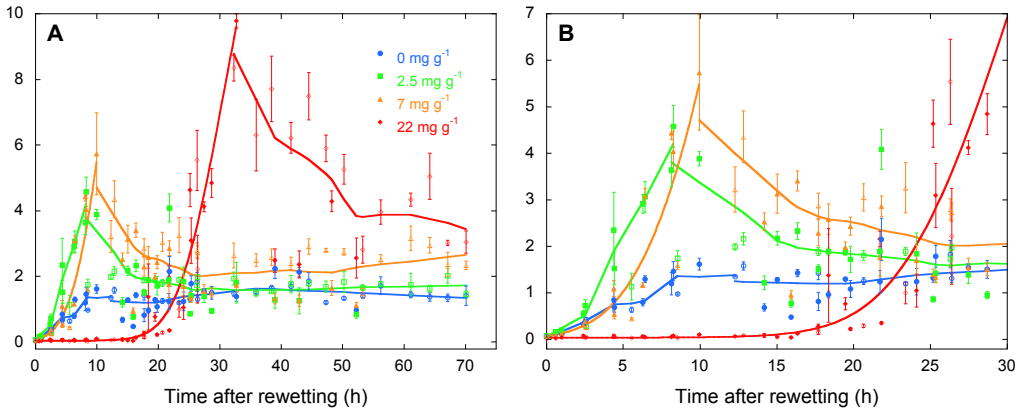 A
0 mg g⁻¹
2.5 mg g⁻¹
7 mg g⁻¹
22 mg g⁻¹
10
8
6
4
2
0
0 10 20 30 40 50 60 70 80
Time after rewetting (h)
B
7
6
5
4
3
2
1
0
0 5 10 15 20 25 30
Time after rewetting (h)